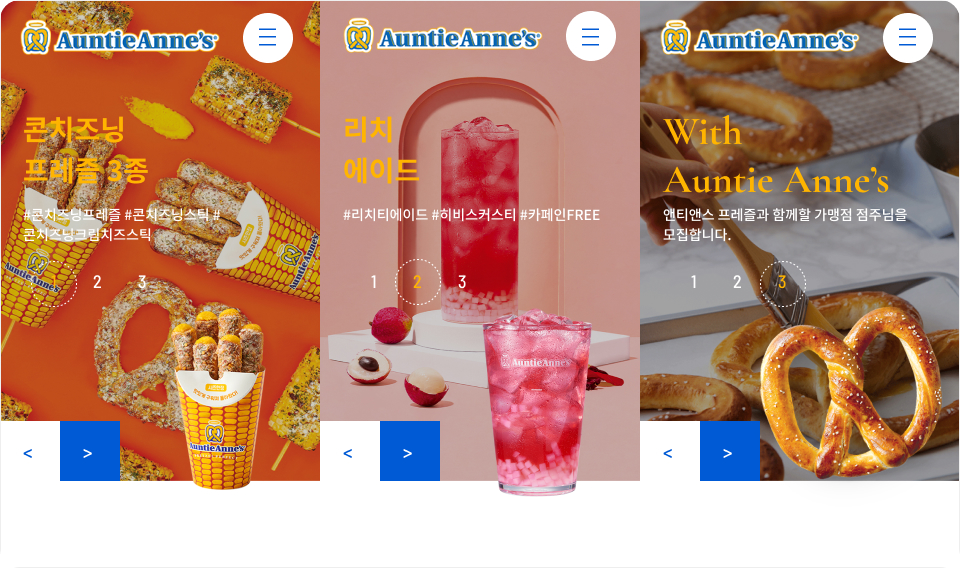 AuntieAnne's
콘치즈닝
프레즐 3종
#콘치즈닝프레즐 #콘치즈닝스틱 #
콘치즈닝크림치즈스틱
2 3
AuntieAnne's
AuntieAnne's
AuntieAnne's
< >
AuntieAnne's
리치
에이드
#리치티에이드 #히비스커스티 #카페인FREE
1 2 3
AuntieAnne's
< >
AuntieAnne's
With
Auntie Anne's
앤티앤스 프레즐과 함께할 가맹점 점주님을
모집합니다.
1 2 3
< >